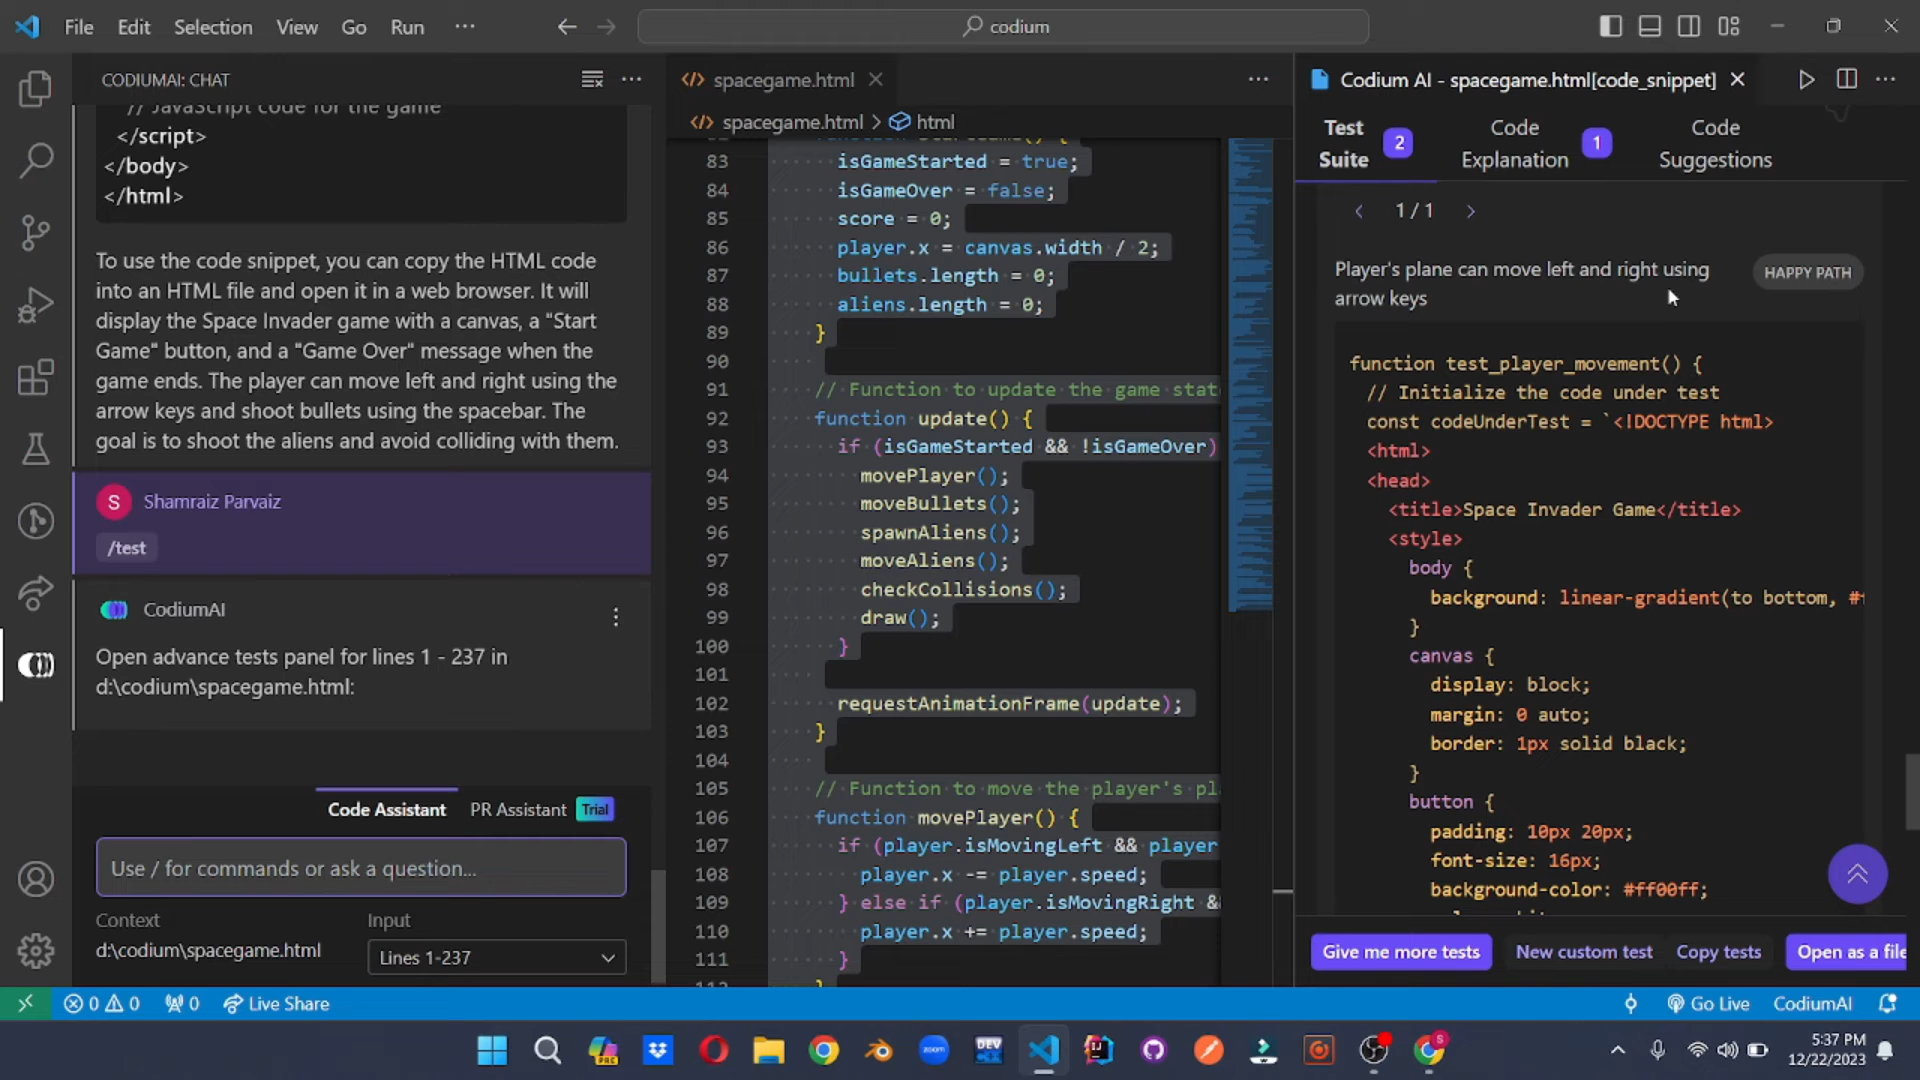 File Edit Selection View Go Run ···
codium
CODIUMAI: CHAT
// JavaScript code for the game
</script>
</body>
</html>
To use the code snippet, you can copy the HTML code
into an HTML file and open it in a web browser. It will
display the Space Invader game with a canvas, a "Start
Game" button, and a "Game Over" message when the
game ends. The player can move left and right using the
arrow keys and shoot bullets using the spacebar. The
goal is to shoot the aliens and avoid colliding with them.
S Shamraiz Parvaiz
/test
CodiumAI
Open advance tests panel for lines 1 - 237 in
d:\codium\spacegame.html:
Code Assistant PR Assistant Trial
Use / for commands or ask a question...
Context Input
d:\codium\spacegame.html Lines 1-237
spacegame.html
spacegame.html > html
83 isGameStarted = true;
84 isGameOver = false;
85 score = 0;
86 player.x = canvas.width / 2;
87 bullets.length = 0;
88 aliens.length = 0;
89 }
90
91 // Function to update the game stat
92 function update() {
93 if (isGameStarted && !isGameOver)
94 movePlayer();
95 moveBullets();
96 spawnAliens();
97 moveAliens();
98 checkCollisions();
99 draw();
100 }
101
102 requestAnimationFrame(update);
103 }
104
105 // Function to move the player's pl
106 function movePlayer() {
107 if (player.isMovingLeft && player
108 player.x -= player.speed;
109 } else if (player.isMovingRight &
110 player.x += player.speed;
111 }
Codium AI - spacegame.html[code_snippet]
Test Suite 2
Code Explanation 1
Code Suggestions
< 1 / 1 >
Player's plane can move left and right using
arrow keys
HAPPY PATH
function test_player_movement() {
// Initialize the code under test
const codeUnderTest = `<!DOCTYPE html>
<html>
<head>
<title>Space Invader Game</title>
<style>
body {
background: linear-gradient(to bottom, #f
}
canvas {
display: block;
margin: 0 auto;
border: 1px solid black;
}
button {
padding: 10px 20px;
font-size: 16px;
background-color: #ff00ff;
Give me more tests New custom test Copy tests Open as a file
0 0 0 Live Share
Go Live CodiumAI
PRE zoom DEV
5:37 PM
12/22/2023